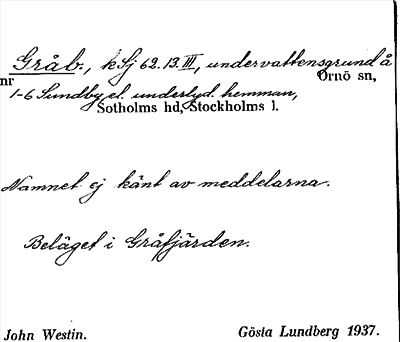 Gråb., k Sj 62.13.III, undervattensgrund å
nr Ornö sn,
1-6 Sundby el. underlyd. hemman,
Sotholms hd, Stockholms l.
Namnet ej känt av meddelarna.
Beläget i Gråfjärden.
John Westin. Gösta Lundberg 1937.